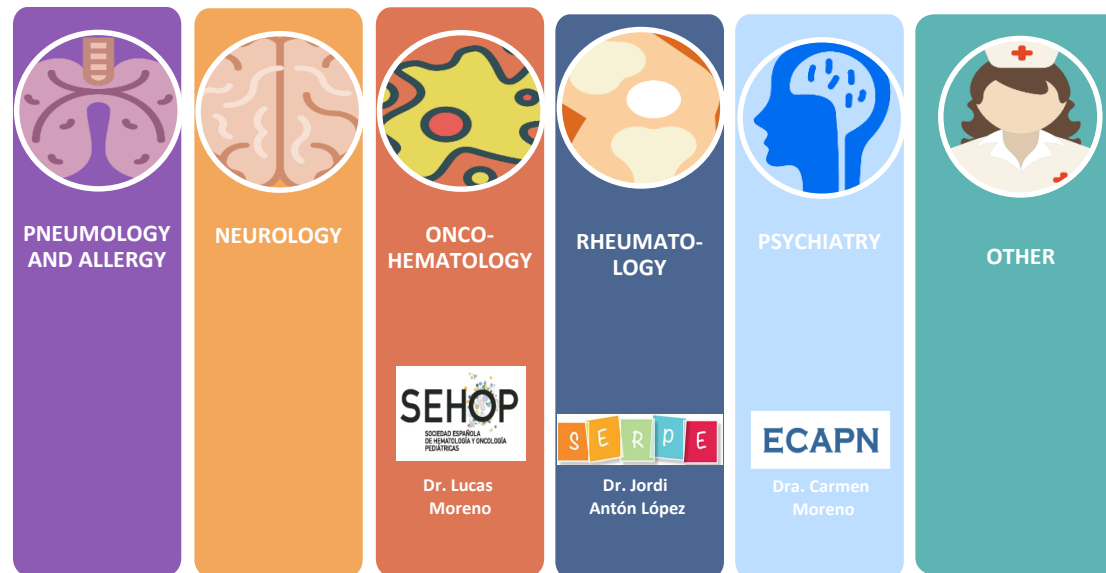 PNEUMOLOGY
AND ALLERGY
NEUROLOGY
ONCO-
HEMATOLOGY
SEHOP
SOCIEDAD ESPAÑOLA
DE HEMATOLOGÍA Y ONCOLOGÍA
PEDIÁTRICAS
Dr. Lucas
Moreno
RHEUMATO-
LOGY
SERPE
Dr. Jordi
Antón López
PSYCHIATRY
ECAPN
Dra. Carmen
Moreno
OTHER